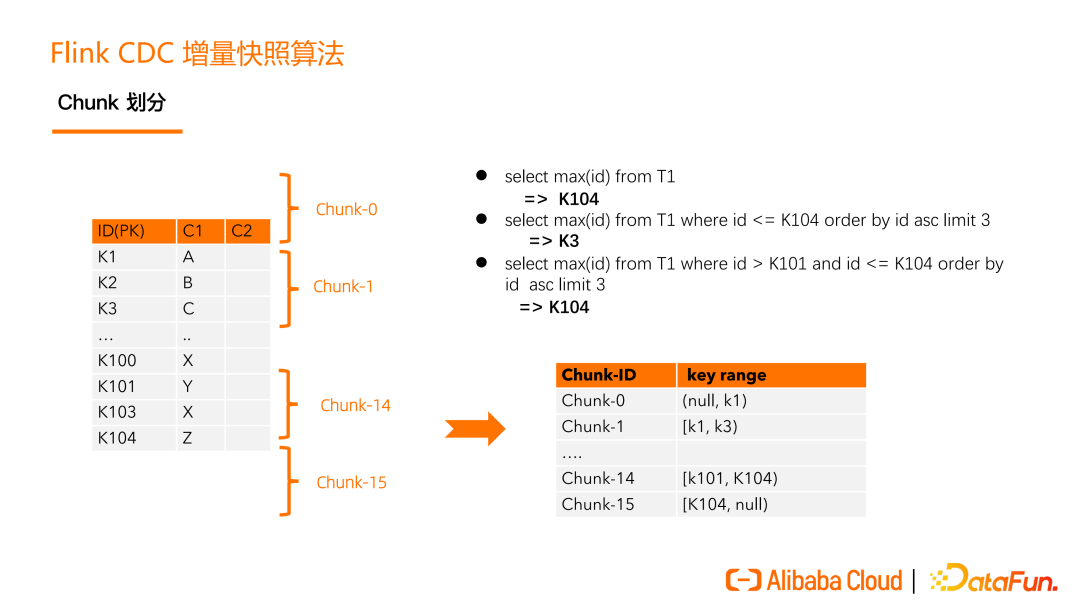 Flink CDC 增量快照算法
Chunk 划分
ID(PK) C1 C2
K1 A
K2 B
K3 C
… ..
K100 X
K101 Y
K103 X
K104 Z
Chunk-0
Chunk-1
Chunk-14
Chunk-15
● select max(id) from T1
=> K104
● select max(id) from T1 where id <= K104 order by id asc limit 3
=> K3
● select max(id) from T1 where id > K101 and id <= K104 order by
id asc limit 3
=> K104
Chunk-ID key range
Chunk-0 (null, k1)
Chunk-1 [k1, k3)
….
Chunk-14 [k101, K104)
Chunk-15 [K104, null)
Alibaba Cloud | DataFun.